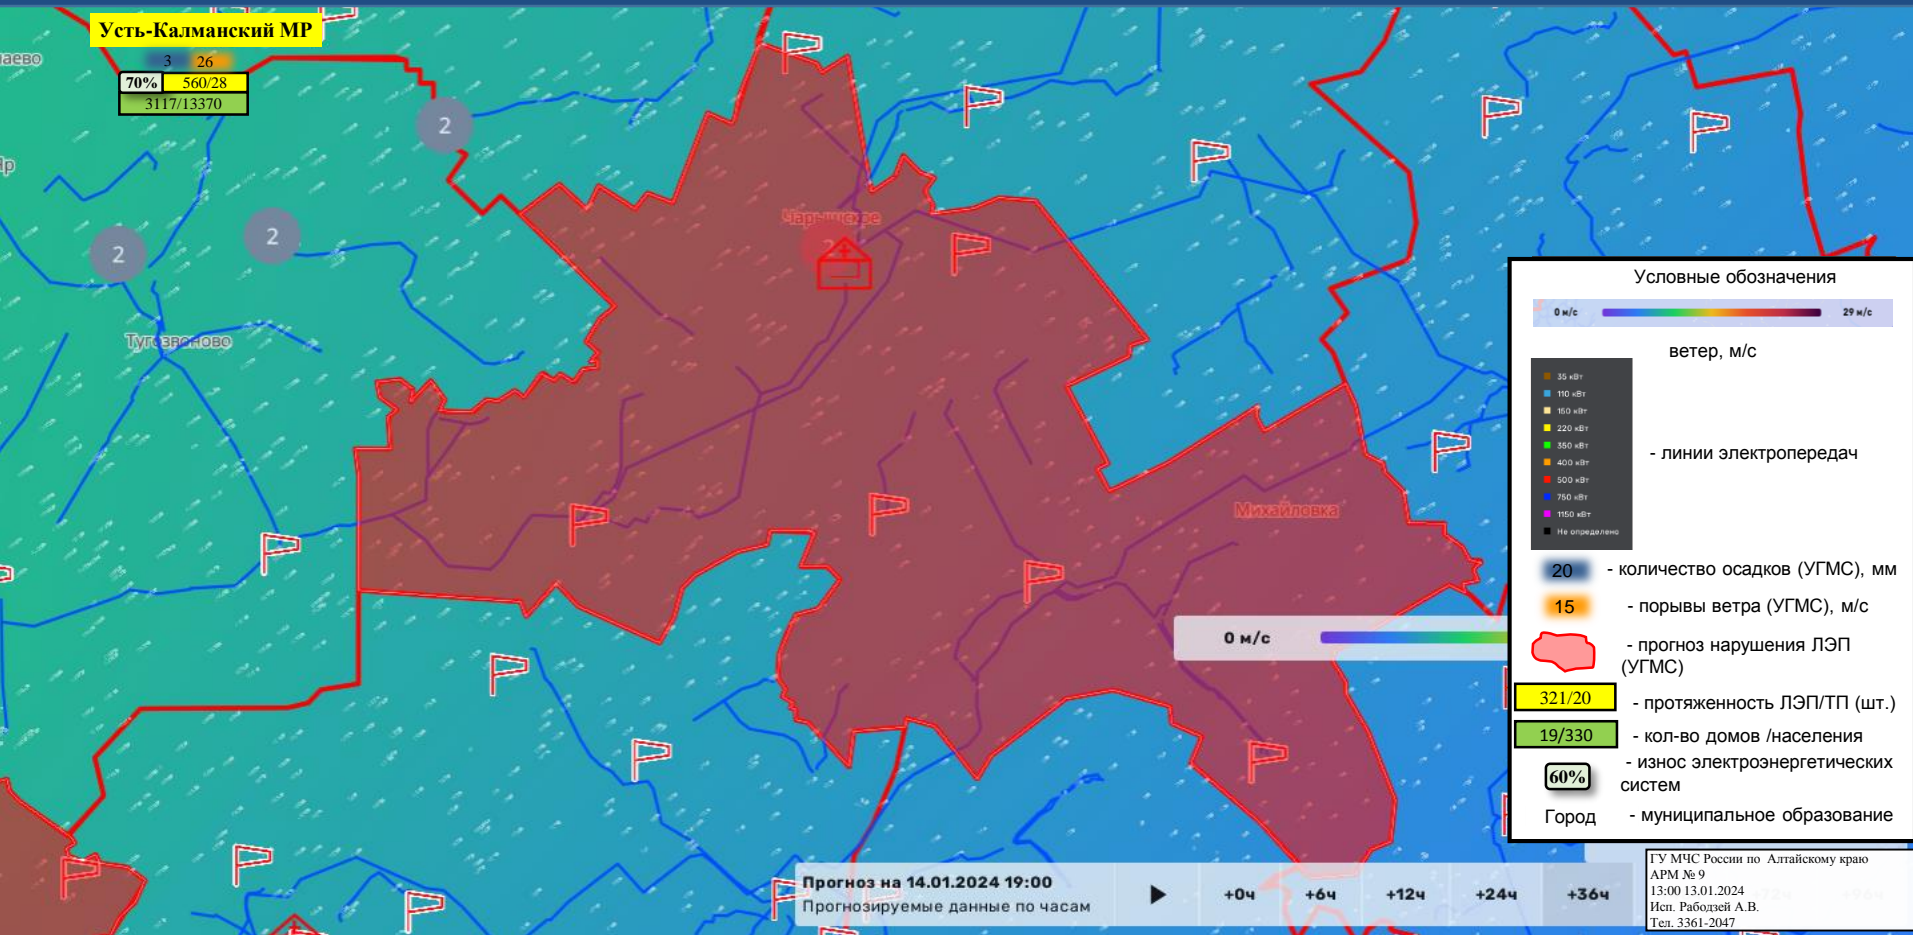 Усть-Калманский МР
3 26
70% 560/28
3117/13370
2
2
2
Чарышское
2
Тугозвоново
Михайловка
0 м/с
Условные обозначения
0 м/с 29 м/с
ветер, м/с
35 кВт
110 кВт
150 кВт
220 кВт
350 кВт
400 кВт
500 кВт
750 кВт
1150 кВт
Не определено
- линии электропередач
20 - количество осадков (УГМС), мм
15 - порывы ветра (УГМС), м/с
- прогноз нарушения ЛЭП
(УГМС)
321/20 - протяженность ЛЭП/ТП (шт.)
19/330 - кол-во домов /населения
60% - износ электроэнергетических
систем
Город - муниципальное образование
Прогноз на 14.01.2024 19:00
Прогнозируемые данные по часам
+0ч +6ч +12ч +24ч +36ч
ГУ МЧС России по Алтайскому краю
АРМ № 9
13:00 13.01.2024
Исп. Рабодзей А.В.
Тел. 3361-2047